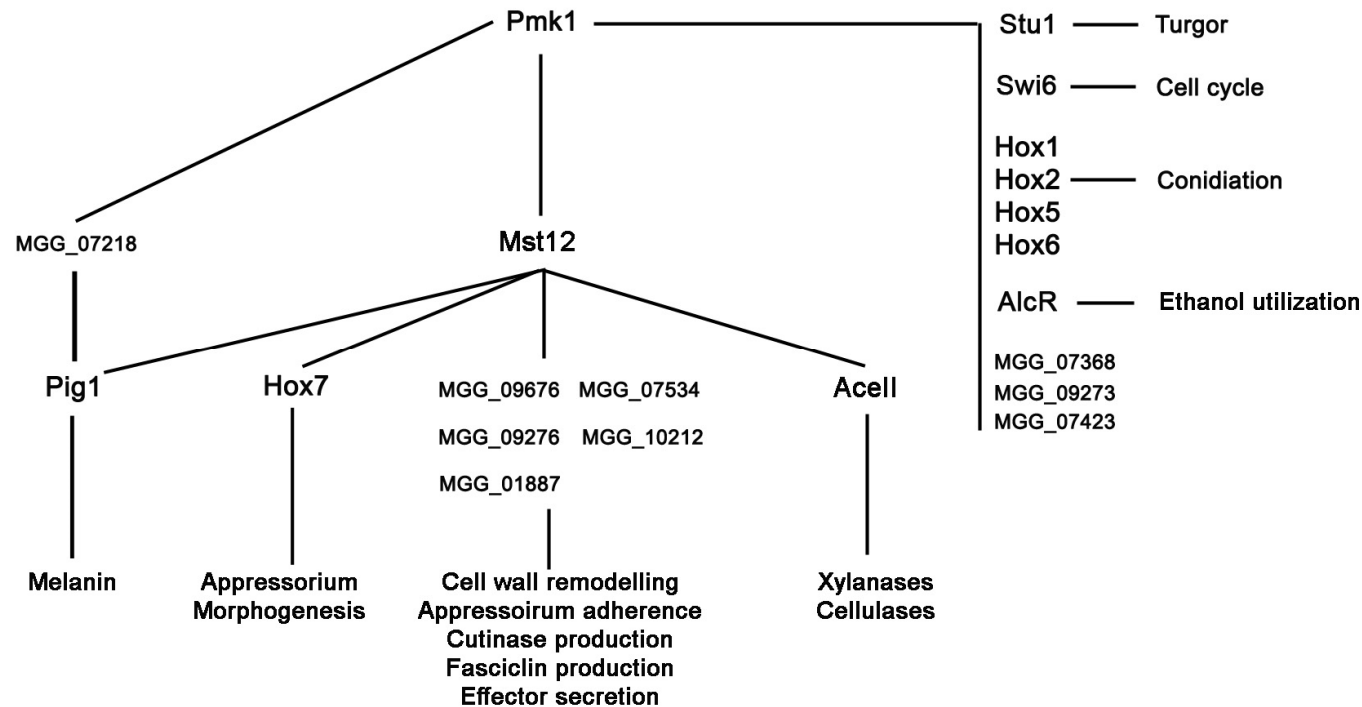 Pmk1
Stu1
Turgor
Swi6
Cell cycle
Hox1
Hox2
Conidiation
Hox5
Hox6
AlcR
Ethanol utilization
MGG_07368
MGG_09273
MGG_07423
MGG_07218
Mst12
Pig1
Hox7
MGG_09676 MGG_07534
MGG_09276 MGG_10212
MGG_01887
AceII
Melanin
Appressorium
Morphogenesis
Cell wall remodelling
Appressoirum adherence
Cutinase production
Fasciclin production
Effector secretion
Xylanases
Cellulases